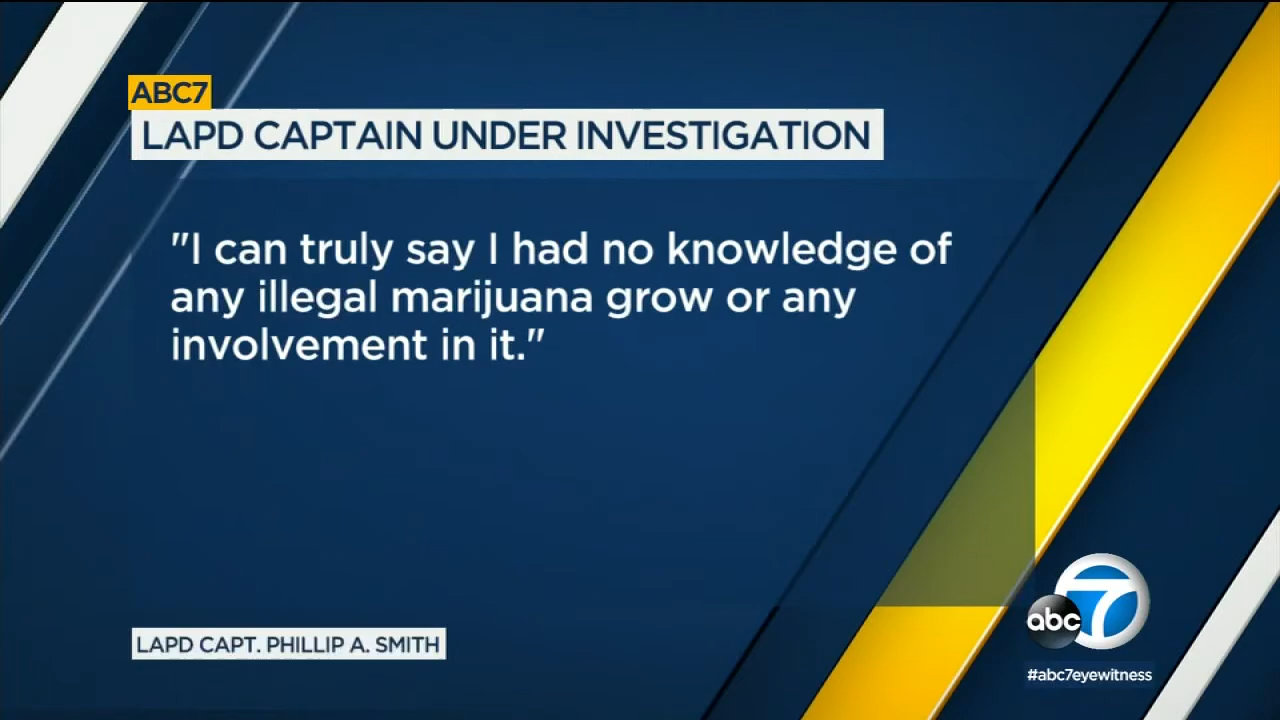 ABC7
LAPD CAPTAIN UNDER INVESTIGATION
"I can truly say I had no knowledge of
any illegal marijuana grow or any
involvement in it."
LAPD CAPT. PHILLIP A. SMITH
abc 7
#abc7eyewitness